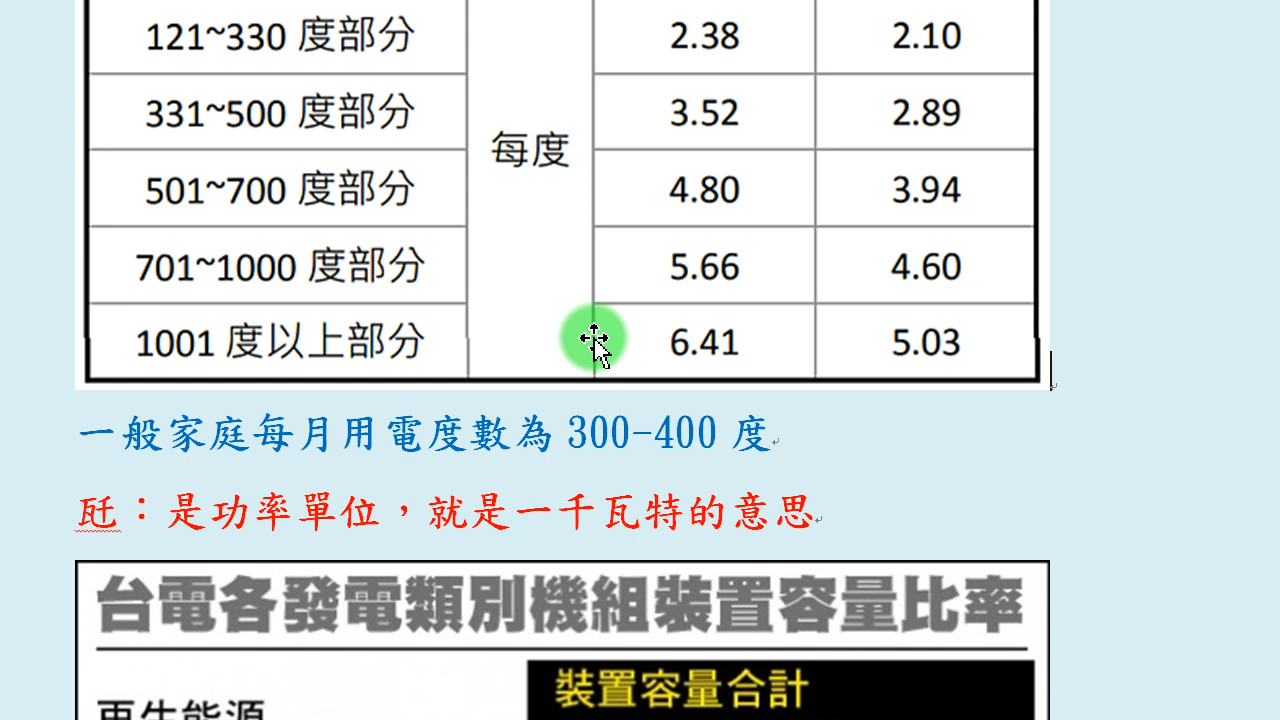 121~330 度部分 2.38 2.10
331~500 度部分 3.52 2.89
每度
501~700 度部分 4.80 3.94
701~1000 度部分 5.66 4.60
1001 度以上部分 6.41 5.03
一般家庭每月用電度數為 300-400 度
瓩：是功率單位，就是一千瓦特的意思
台電各發電類別機組裝置容量比率
裝置容量合計
再生能源